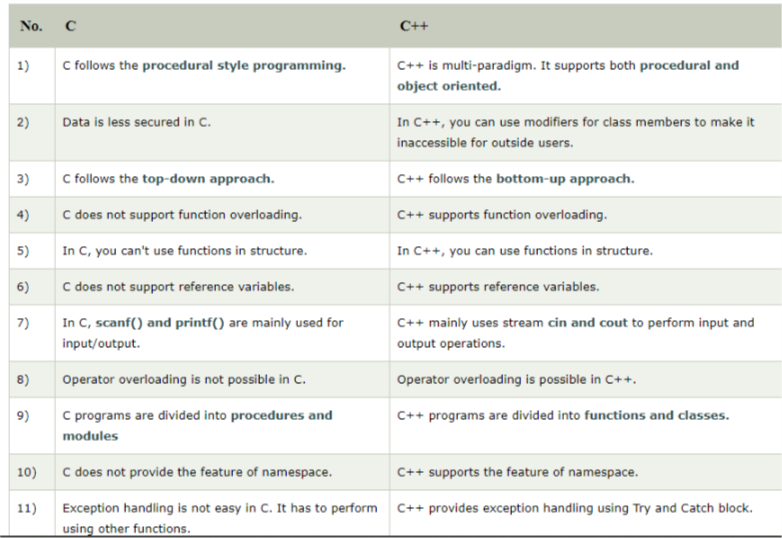 No. C C++
1) C follows the procedural style programming. C++ is multi-paradigm. It supports both procedural and
object oriented.
2) Data is less secured in C. In C++, you can use modifiers for class members to make it
inaccessible for outside users.
3) C follows the top-down approach. C++ follows the bottom-up approach.
4) C does not support function overloading. C++ supports function overloading.
5) In C, you can't use functions in structure. In C++, you can use functions in structure.
6) C does not support reference variables. C++ supports reference variables.
7) In C, scanf() and printf() are mainly used for C++ mainly uses stream cin and cout to perform input and
input/output. output operations.
8) Operator overloading is not possible in C. Operator overloading is possible in C++.
9) C programs are divided into procedures and C++ programs are divided into functions and classes.
modules
10) C does not provide the feature of namespace. C++ supports the feature of namespace.
11) Exception handling is not easy in C. It has to perform C++ provides exception handling using Try and Catch block.
using other functions.